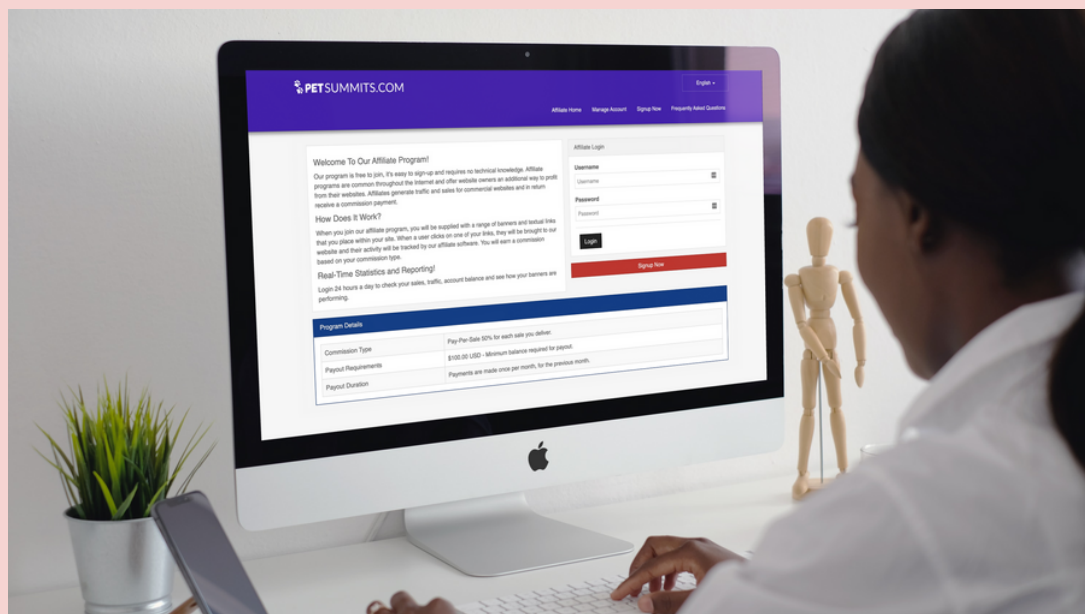 PETSUMMITS.COM
English
Affiliate Home Manage Account Signup Now Frequently Asked Questions
Welcome To Our Affiliate Program!
Our program is free to join, it's easy to sign-up and requires no technical knowledge. Affiliate
programs are common throughout the Internet and offer website owners an additional way to profit
from their websites. Affiliates generate traffic and sales for commercial websites and in return
receive a commission payment.
How Does It Work?
When you join our affiliate program, you will be supplied with a range of banners and textual links
that you place within your site. When a user clicks on one of your links, they will be brought to our
website and their activity will be tracked by our affiliate software. You will earn a commission
based on your commission type.
Real-Time Statistics and Reporting!
Login 24 hours a day to check your sales, traffic, account balance and see how your banners are
performing.
Affiliate Login
Username
Username
Password
Password
Login
Signup Now
Program Details
Commission Type Pay-Per-Sale 50% for each sale you deliver.
Payout Requirements $100.00 USD - Minimum balance required for payout.
Payout Duration Payments are made once per month, for the previous month.